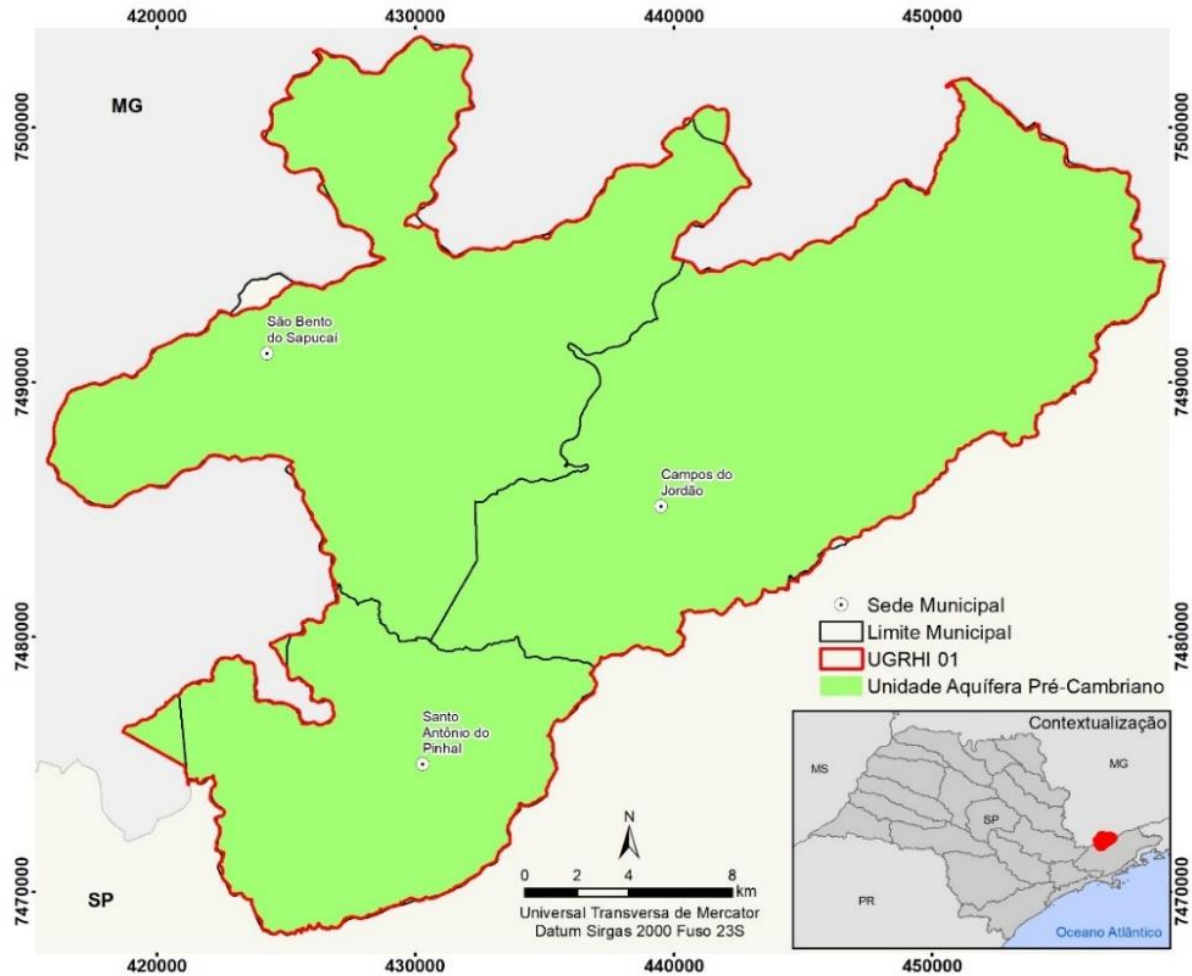 420000
430000
440000
450000
MG
7500000
7500000
São Bento
do Sapucaí
7490000
7490000
Campos do
Jordão
Sede Municipal
Limite Municipal
UGRHI 01
Unidade Aquífera Pré-Cambriano
7480000
7480000
Santo
Antônio do
Pinhal
Contextualização
MS
MG
SP
PR
Oceano Atlântico
N
0 2 4 8
km
Universal Transversa de Mercator
Datum Sirgas 2000 Fuso 23S
7470000
7470000
SP
420000
430000
440000
450000